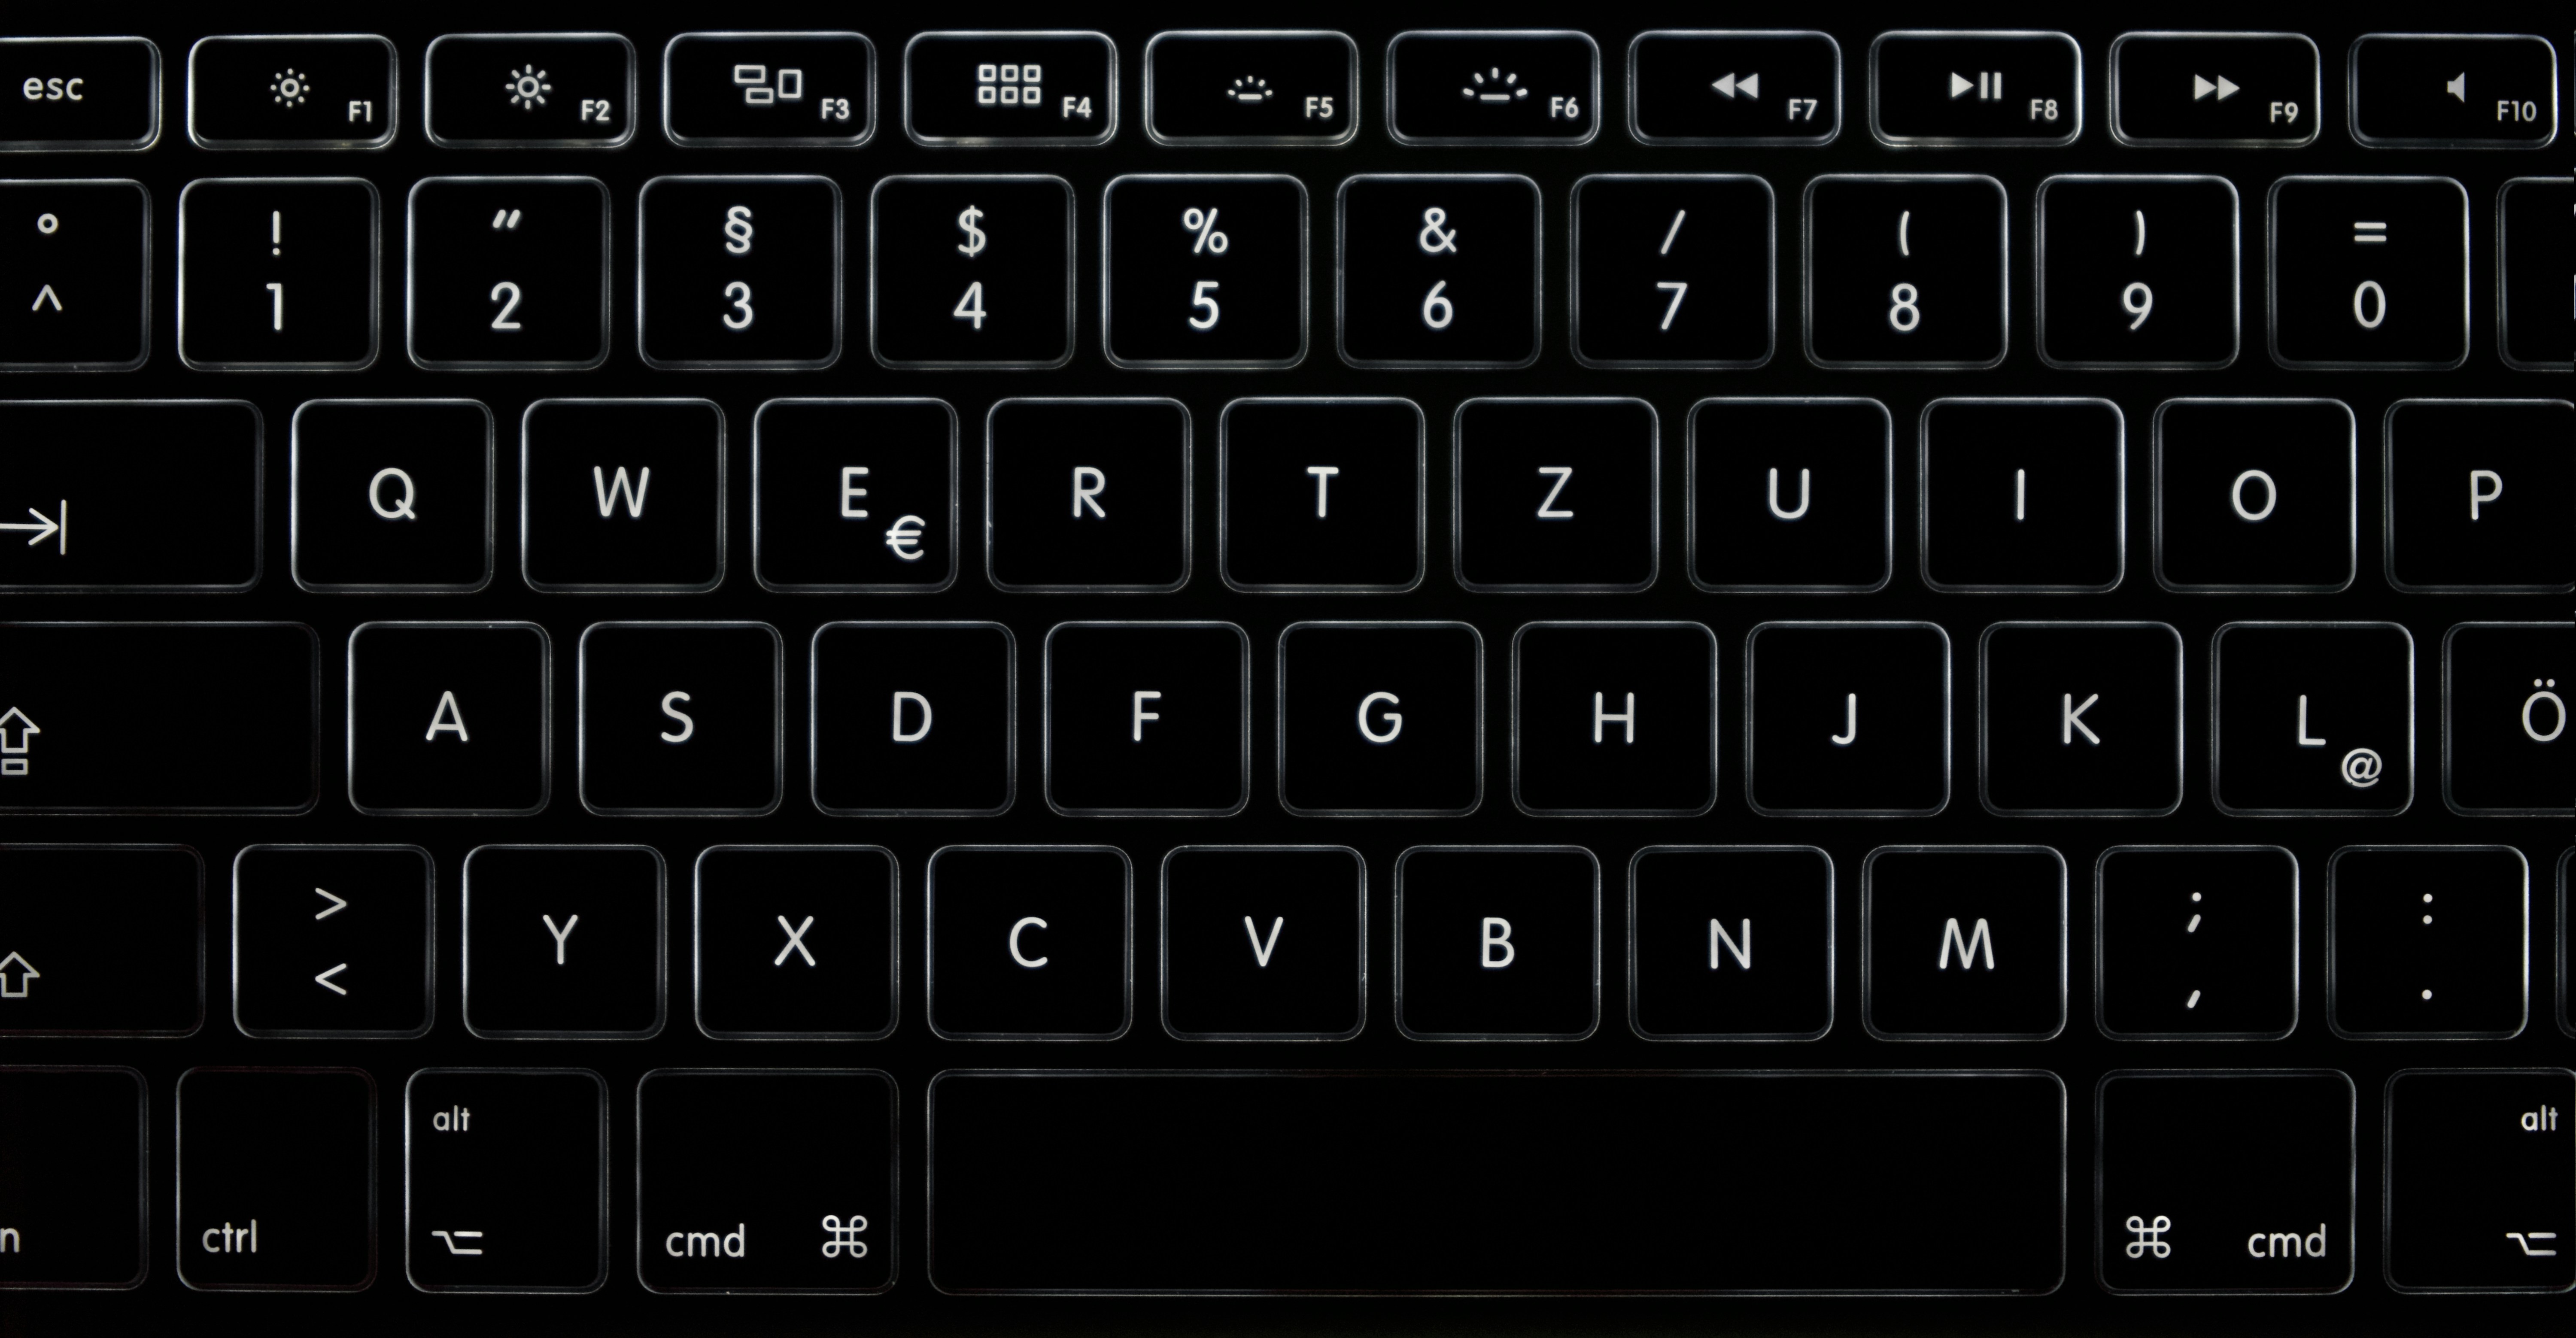 esc F1 F2 F3 F4 F5 F6 F7 F8 F9 F10
° ! " § $ % & / ( ) =
^ 1 2 3 4 5 6 7 8 9 0
Q W E € R T Z U I O P
A S D F G H J K L @ Ö
> Y X C V B N M ; :
< , .
alt alt
n ctrl ⌥ cmd ⌘ ⌘ cmd ⌥